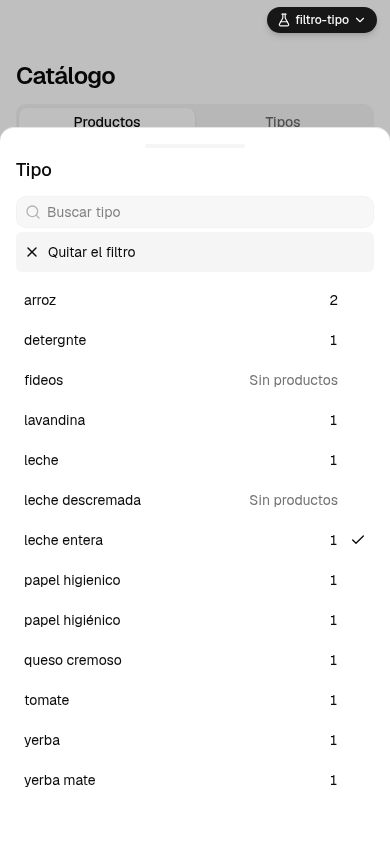 filtro-tipo
Catálogo
Productos Tipos
Tipo
Buscar tipo
Quitar el filtro
arroz 2
detergnte 1
fideos Sin productos
lavandina 1
leche 1
leche descremada Sin productos
leche entera 1
papel higienico 1
papel higiénico 1
queso cremoso 1
tomate 1
yerba 1
yerba mate 1